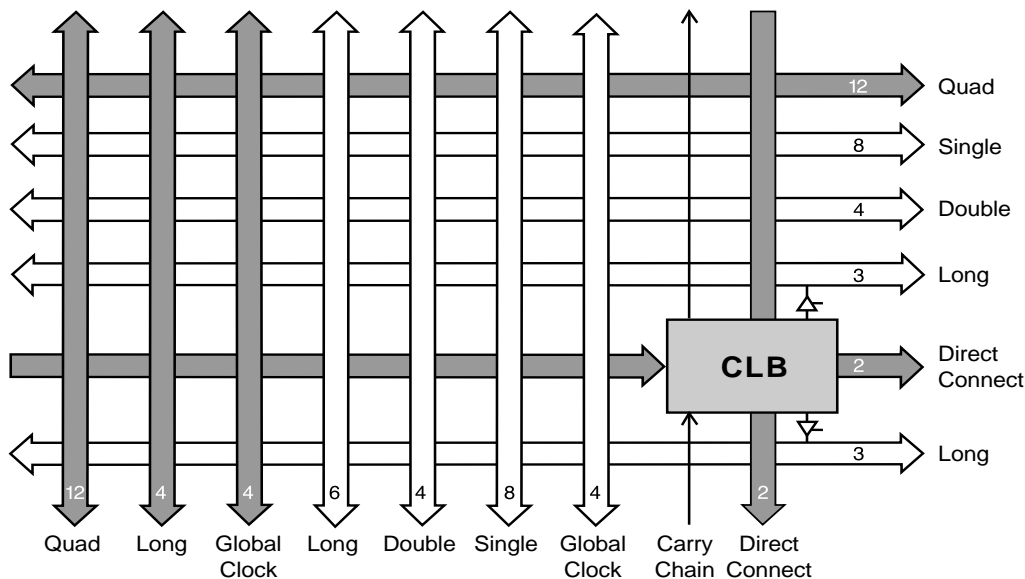 12 Quad
8 Single
4 Double
3 Long
CLB
2 Direct
Connect
3 Long
12 4 4 6 4 8 4 2
Quad Long Global Long Double Single Global Carry Direct
Clock Clock Chain Connect